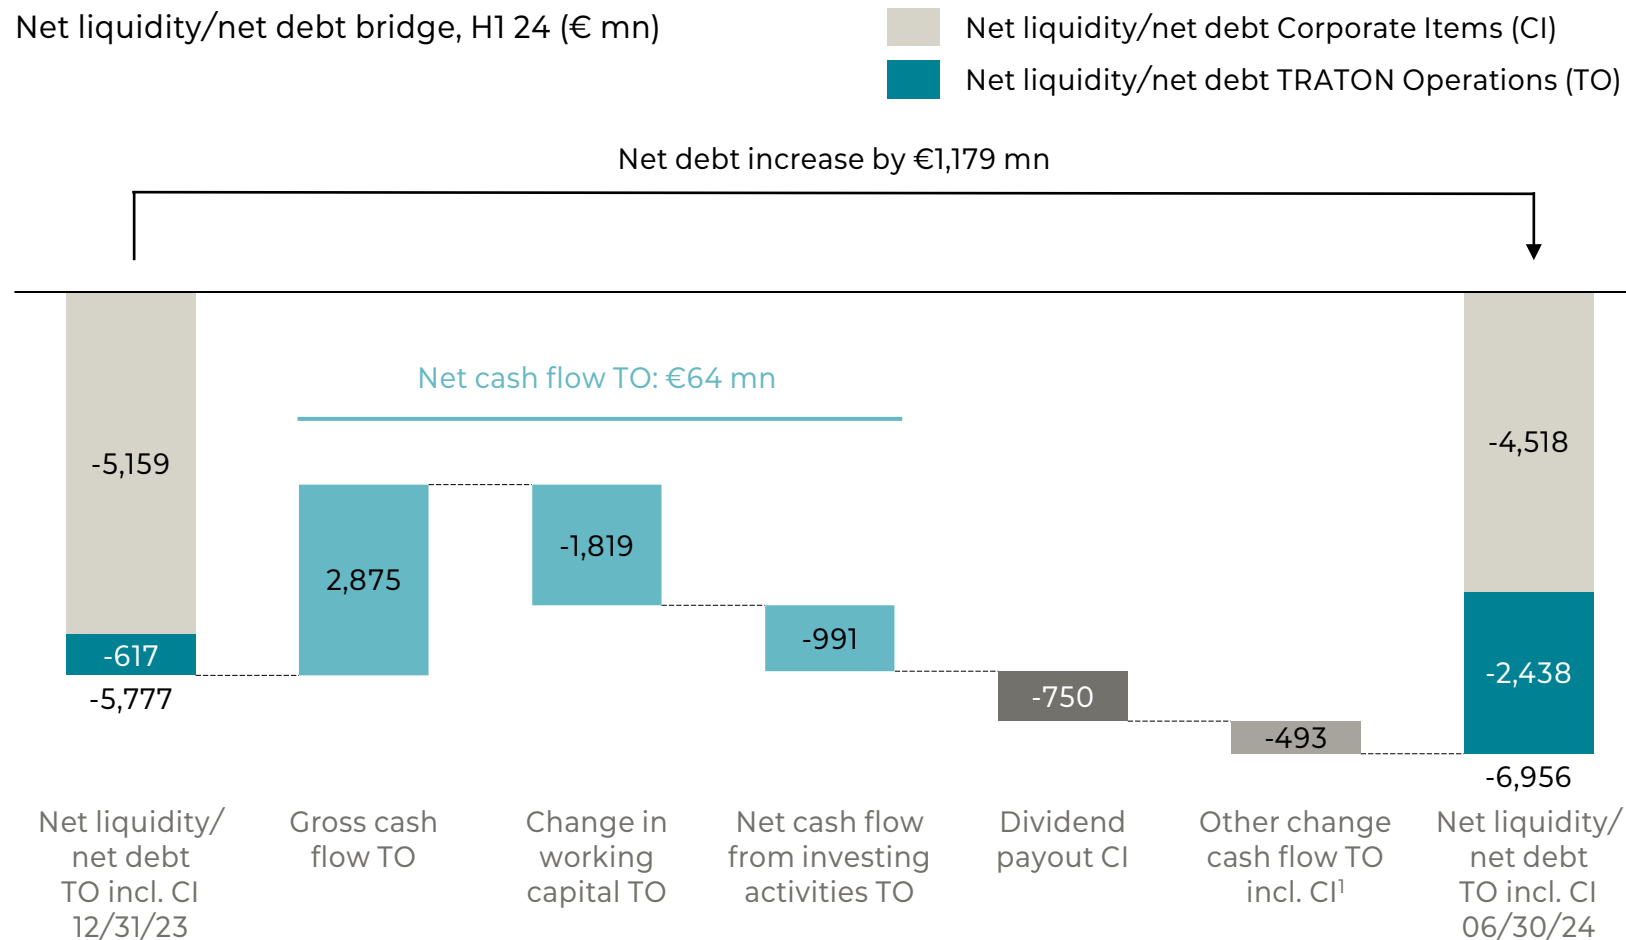 Net liquidity/net debt bridge, H1 24 (€ mn)
Net liquidity/net debt Corporate Items (CI)
Net liquidity/net debt TRATON Operations (TO)
Net debt increase by €1,179 mn
Net cash flow TO: €64 mn
-5,159
-617
-5,777
2,875
-1,819
-991
-750
-493
-4,518
-2,438
-6,956
Net liquidity/
net debt
TO incl. CI
12/31/23
Gross cash
flow TO
Change in
working
capital TO
Net cash flow
from investing
activities TO
Dividend
payout CI
Other change
cash flow TO
incl. CI¹
Net liquidity/
net debt
TO incl. CI
06/30/24